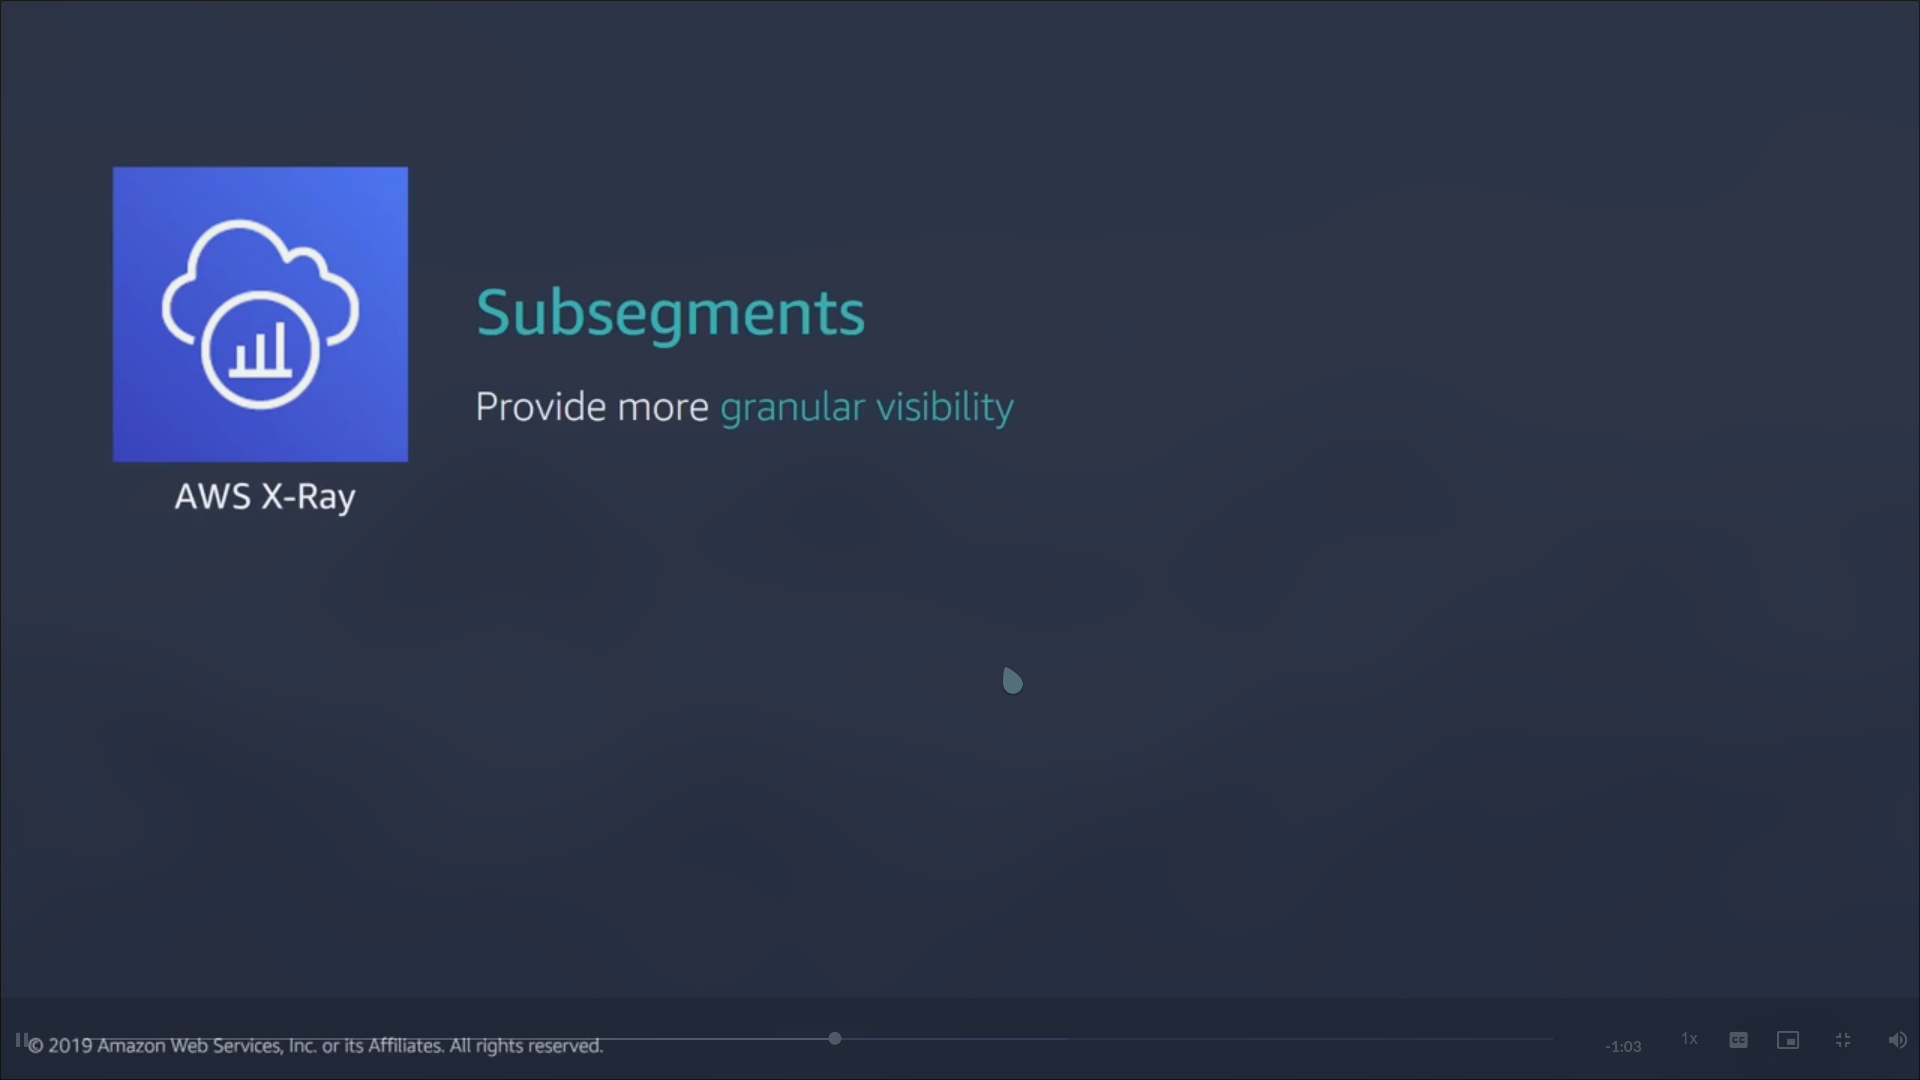 Subsegments
Provide more granular visibility
AWS X-Ray
© 2019 Amazon Web Services, Inc. or its Affiliates. All rights reserved.
-1:03
1x
CC